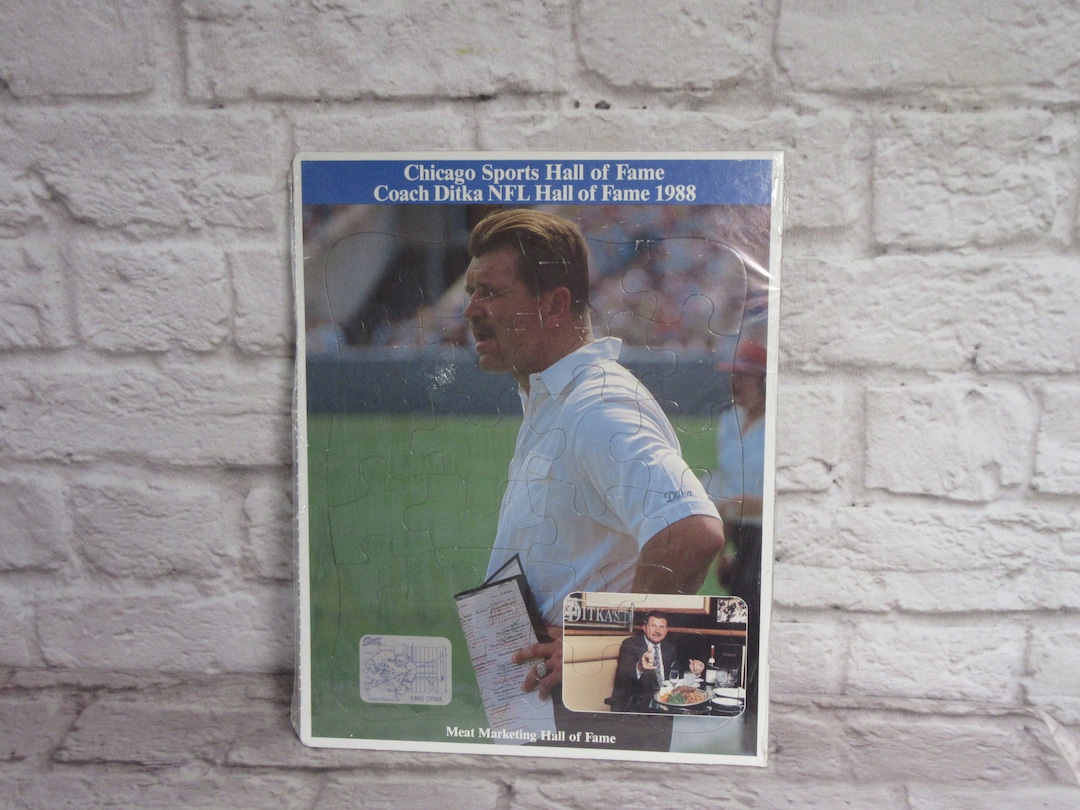 Chicago Sports Hall of Fame
Coach Ditka NFL Hall of Fame 1988
Ditka
DITKA'S
MIKE DITKA
Meat Marketing Hall of Fame